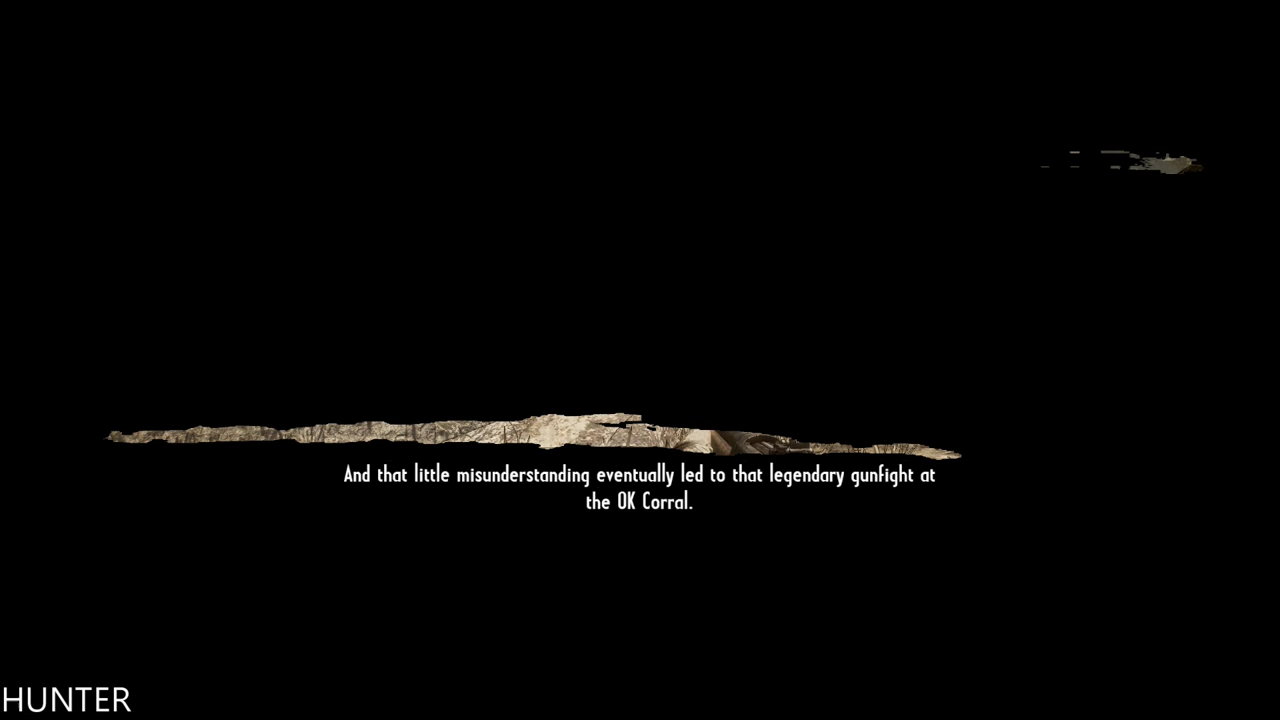 And that little misunderstanding eventually led to that legendary gunfight at
the OK Corral.
HUNTER